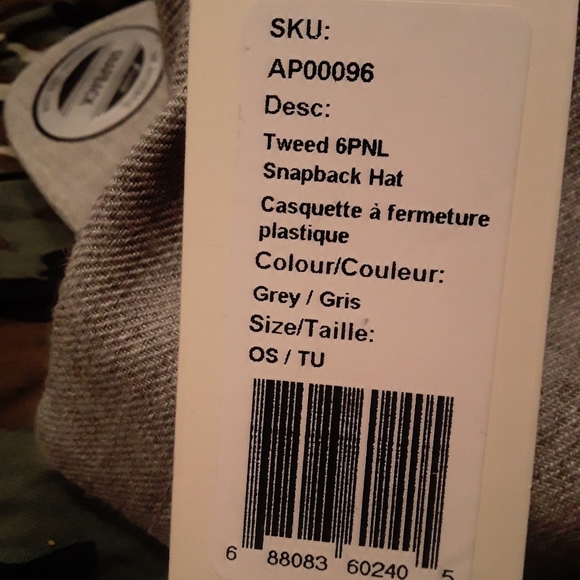 SNAPBACK
SKU:
AP00096
Desc:
Tweed 6PNL
Snapback Hat
Casquette à fermeture
plastique
Colour/Couleur:
Grey / Gris
Size/Taille:
OS / TU
6 88083 60240 5